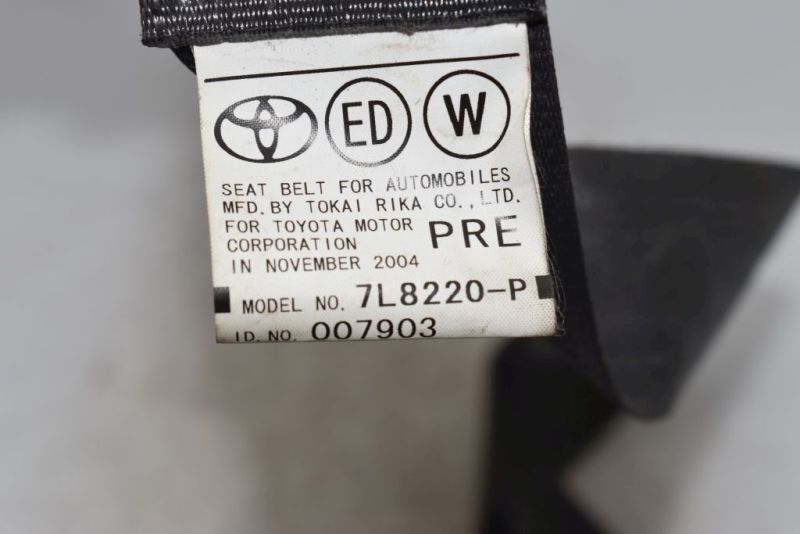 ED W
SEAT BELT FOR AUTOMOBILES
MFD. BY TOKAI RIKA CO., LTD.
FOR TOYOTA MOTOR
CORPORATION PRE
IN NOVEMBER 2004
MODEL NO. 7L8220-P
I.D. NO. 007903